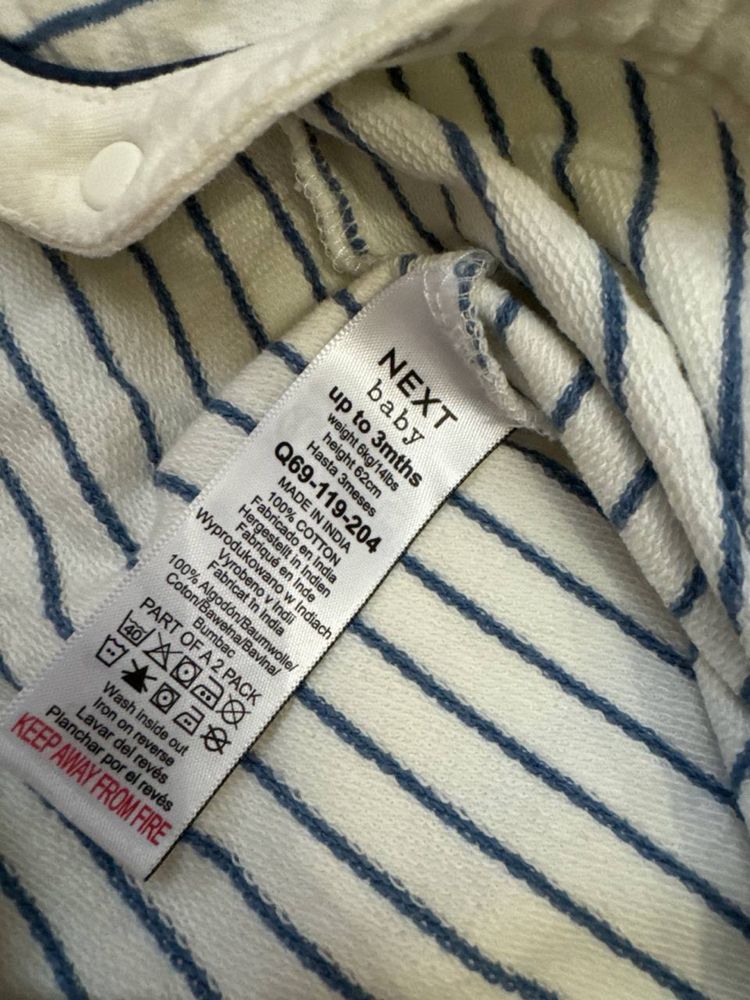 NEXT
baby
up to 3mths
weight 6kg/14lbs
height 62cm
Hasta 3meses
Q69-119-204
MADE IN INDIA
100% COTTON
Fabricado en India
Hergestellt in Indien
Fabriqué en Inde
Wyprodukowano w Indiach
Vyrobeno v Indii
Fabricat în India
100% Algodón/Baumwolle/
Coton/Bawełna/Bavlna/
Bumbac
PART OF A 2 PACK
40
Wash inside out
Iron on reverse
Lavar del revés
Planchar por el revés
KEEP AWAY FROM FIRE